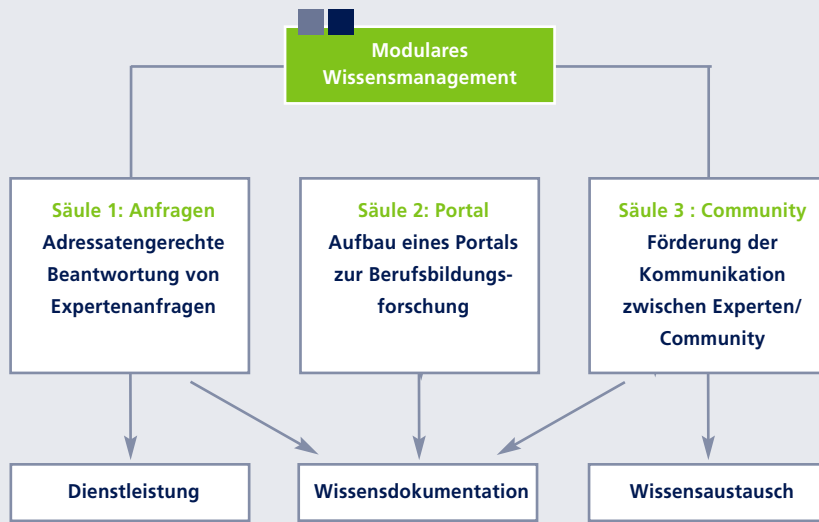 Modulares
Wissensmanagement
Säule 1: Anfragen
Adressatengerechte
Beantwortung von
Expertenanfragen
Säule 2: Portal
Aufbau eines Portals
zur Berufsbildungs-
forschung
Säule 3 : Community
Förderung der
Kommunikation
zwischen Experten/
Community
Dienstleistung
Wissensdokumentation
Wissensaustausch